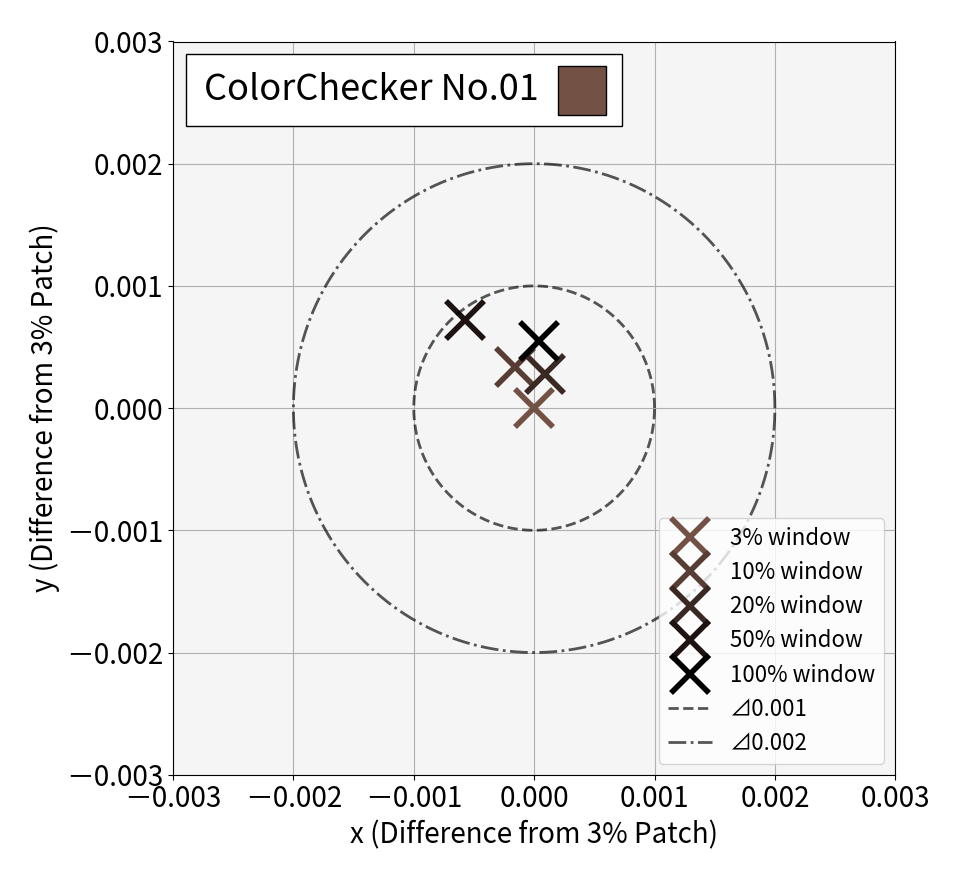 ColorChecker No.01
0.003
0.002
0.001
0.000
−0.001
−0.002
−0.003
y (Difference from 3% Patch)
3% window
10% window
20% window
50% window
100% window
⊿0.001
⊿0.002
−0.003 −0.002 −0.001 0.000 0.001 0.002 0.003
x (Difference from 3% Patch)